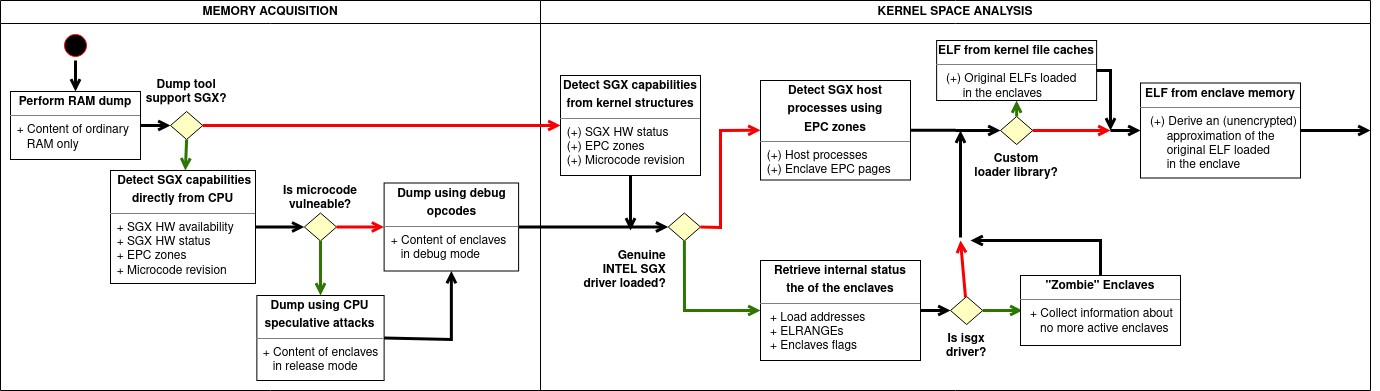 MEMORY ACQUISITION
Perform RAM dump
+ Content of ordinary
RAM only
Dump tool
support SGX?
Detect SGX capabilities
directly from CPU
+ SGX HW availability
+ SGX HW status
+ EPC zones
+ Microcode revision
Is microcode
vulneable?
Dump using CPU
speculative attacks
+ Content of enclaves
in release mode
Dump using debug
opcodes
+ Content of enclaves
in debug mode
KERNEL SPACE ANALYSIS
Detect SGX capabilities
from kernel structures
(+) SGX HW status
(+) EPC zones
(+) Microcode revision
Genuine
INTEL SGX
driver loaded?
Detect SGX host
processes using
EPC zones
(+) Host processes
(+) Enclave EPC pages
Retrieve internal status
the of the enclaves
+ Load addresses
+ ELRANGEs
+ Enclaves flags
Is isgx
driver?
"Zombie" Enclaves
+ Collect information about
no more active enclaves
Custom
loader library?
ELF from kernel file caches
(+) Original ELFs loaded
in the enclaves
ELF from enclave memory
(+) Derive an (unencrypted)
approximation of the
original ELF loaded
in the enclave